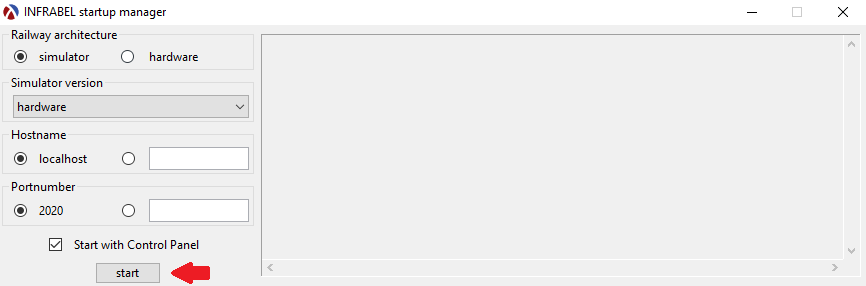 INFRABEL startup manager
Railway architecture
simulator hardware
Simulator version
hardware
Hostname
localhost
Portnumber
2020
Start with Control Panel
start